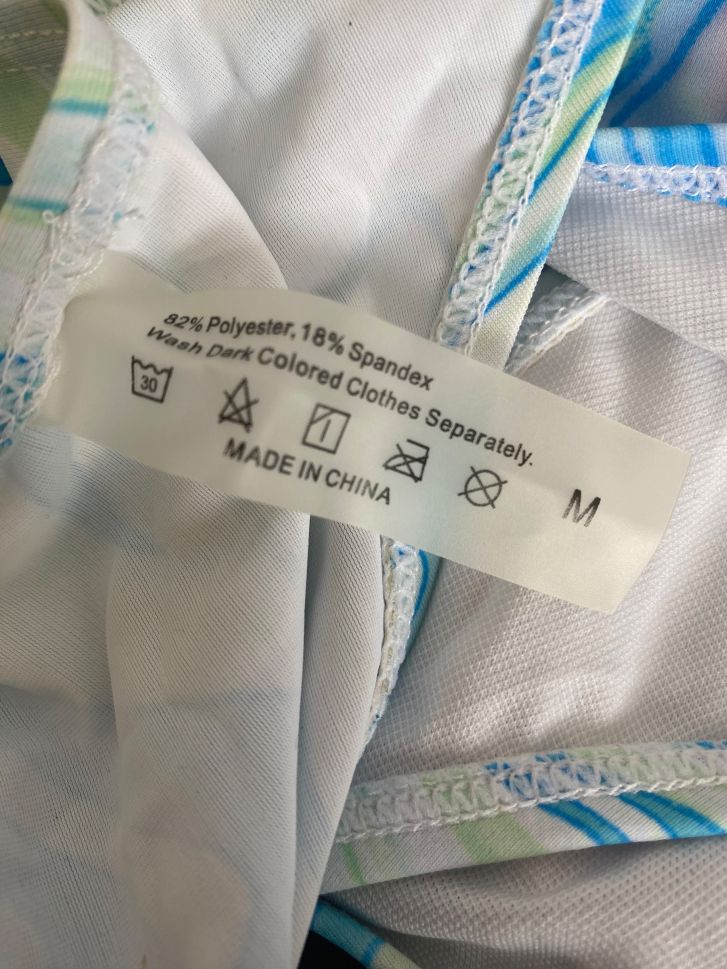 82% Polyester, 18% Spandex
Wash Dark Colored Clothes Separately.
30
MADE IN CHINA
M